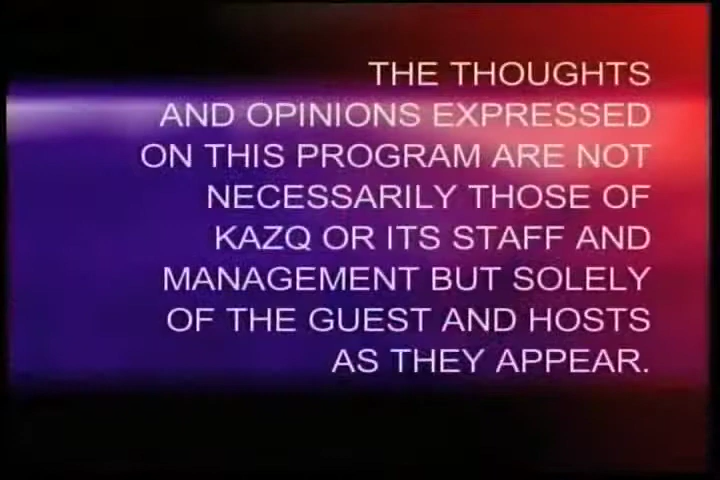 THE THOUGHTS
AND OPINIONS EXPRESSED
ON THIS PROGRAM ARE NOT
NECESSARILY THOSE OF
KAZQ OR ITS STAFF AND
MANAGEMENT BUT SOLELY
OF THE GUEST AND HOSTS
AS THEY APPEAR.